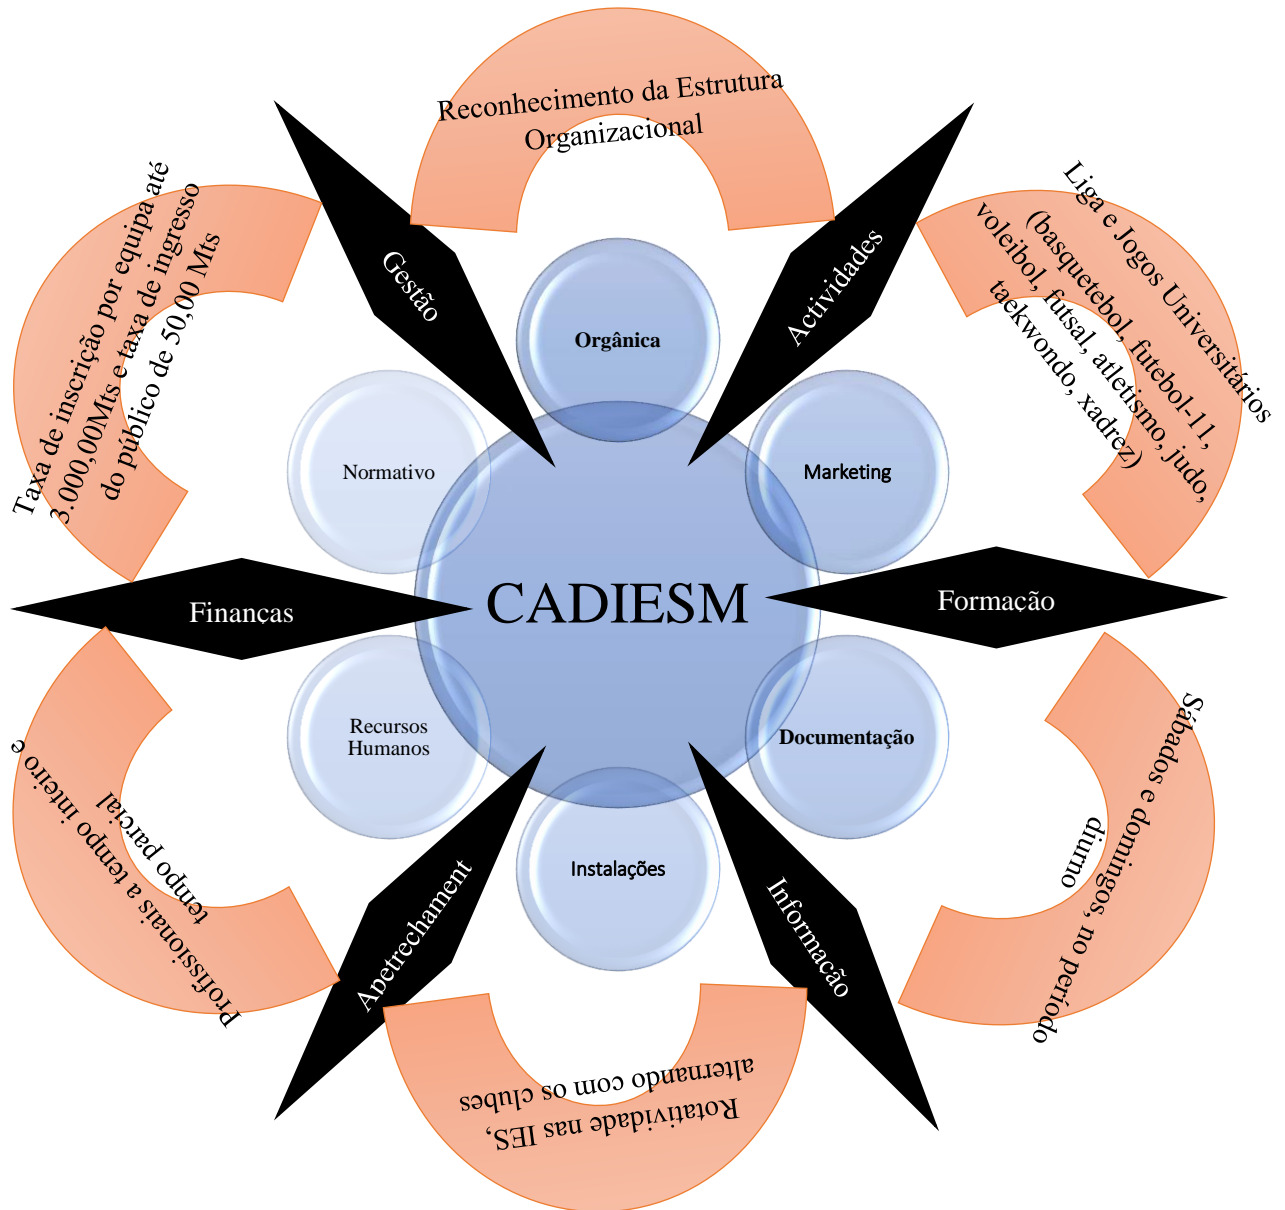 Reconhecimento da Estrutura
Organizacional
Liga e Jogos Universitários
(basquetebol, futebol-11,
voleibol, futsal, atletismo, judo,
taekwondo, xadrez)
Taxa de inscrição por equipa até
3.000,00Mts e taxa de ingresso
do público de 50,00 Mts
Gestão
Actividades
Orgânica
Normativo
Marketing
CADIESM
Finanças
Formação
Recursos
Humanos
Documentação
Instalações
Apetrechament
Informação
Sábados e domingos, no período
diurno
Profissionais a tempo inteiro e
tempo parcial
Rotatividade nas IES,
alternando com os clubes